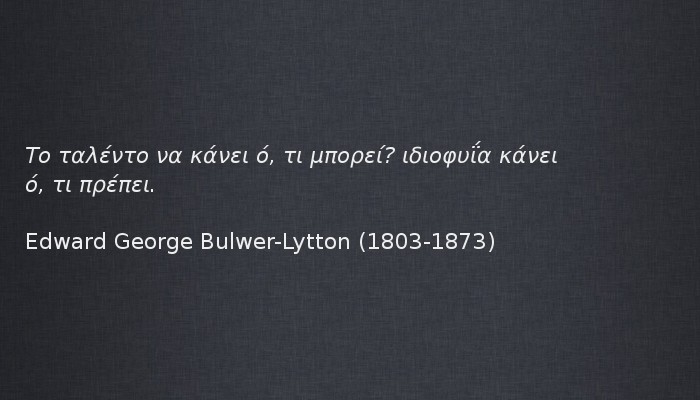 Το ταλέντο να κάνει ό, τι μπορεί? ιδιοφυΐα κάνει
ό, τι πρέπει.
Edward George Bulwer-Lytton (1803-1873)